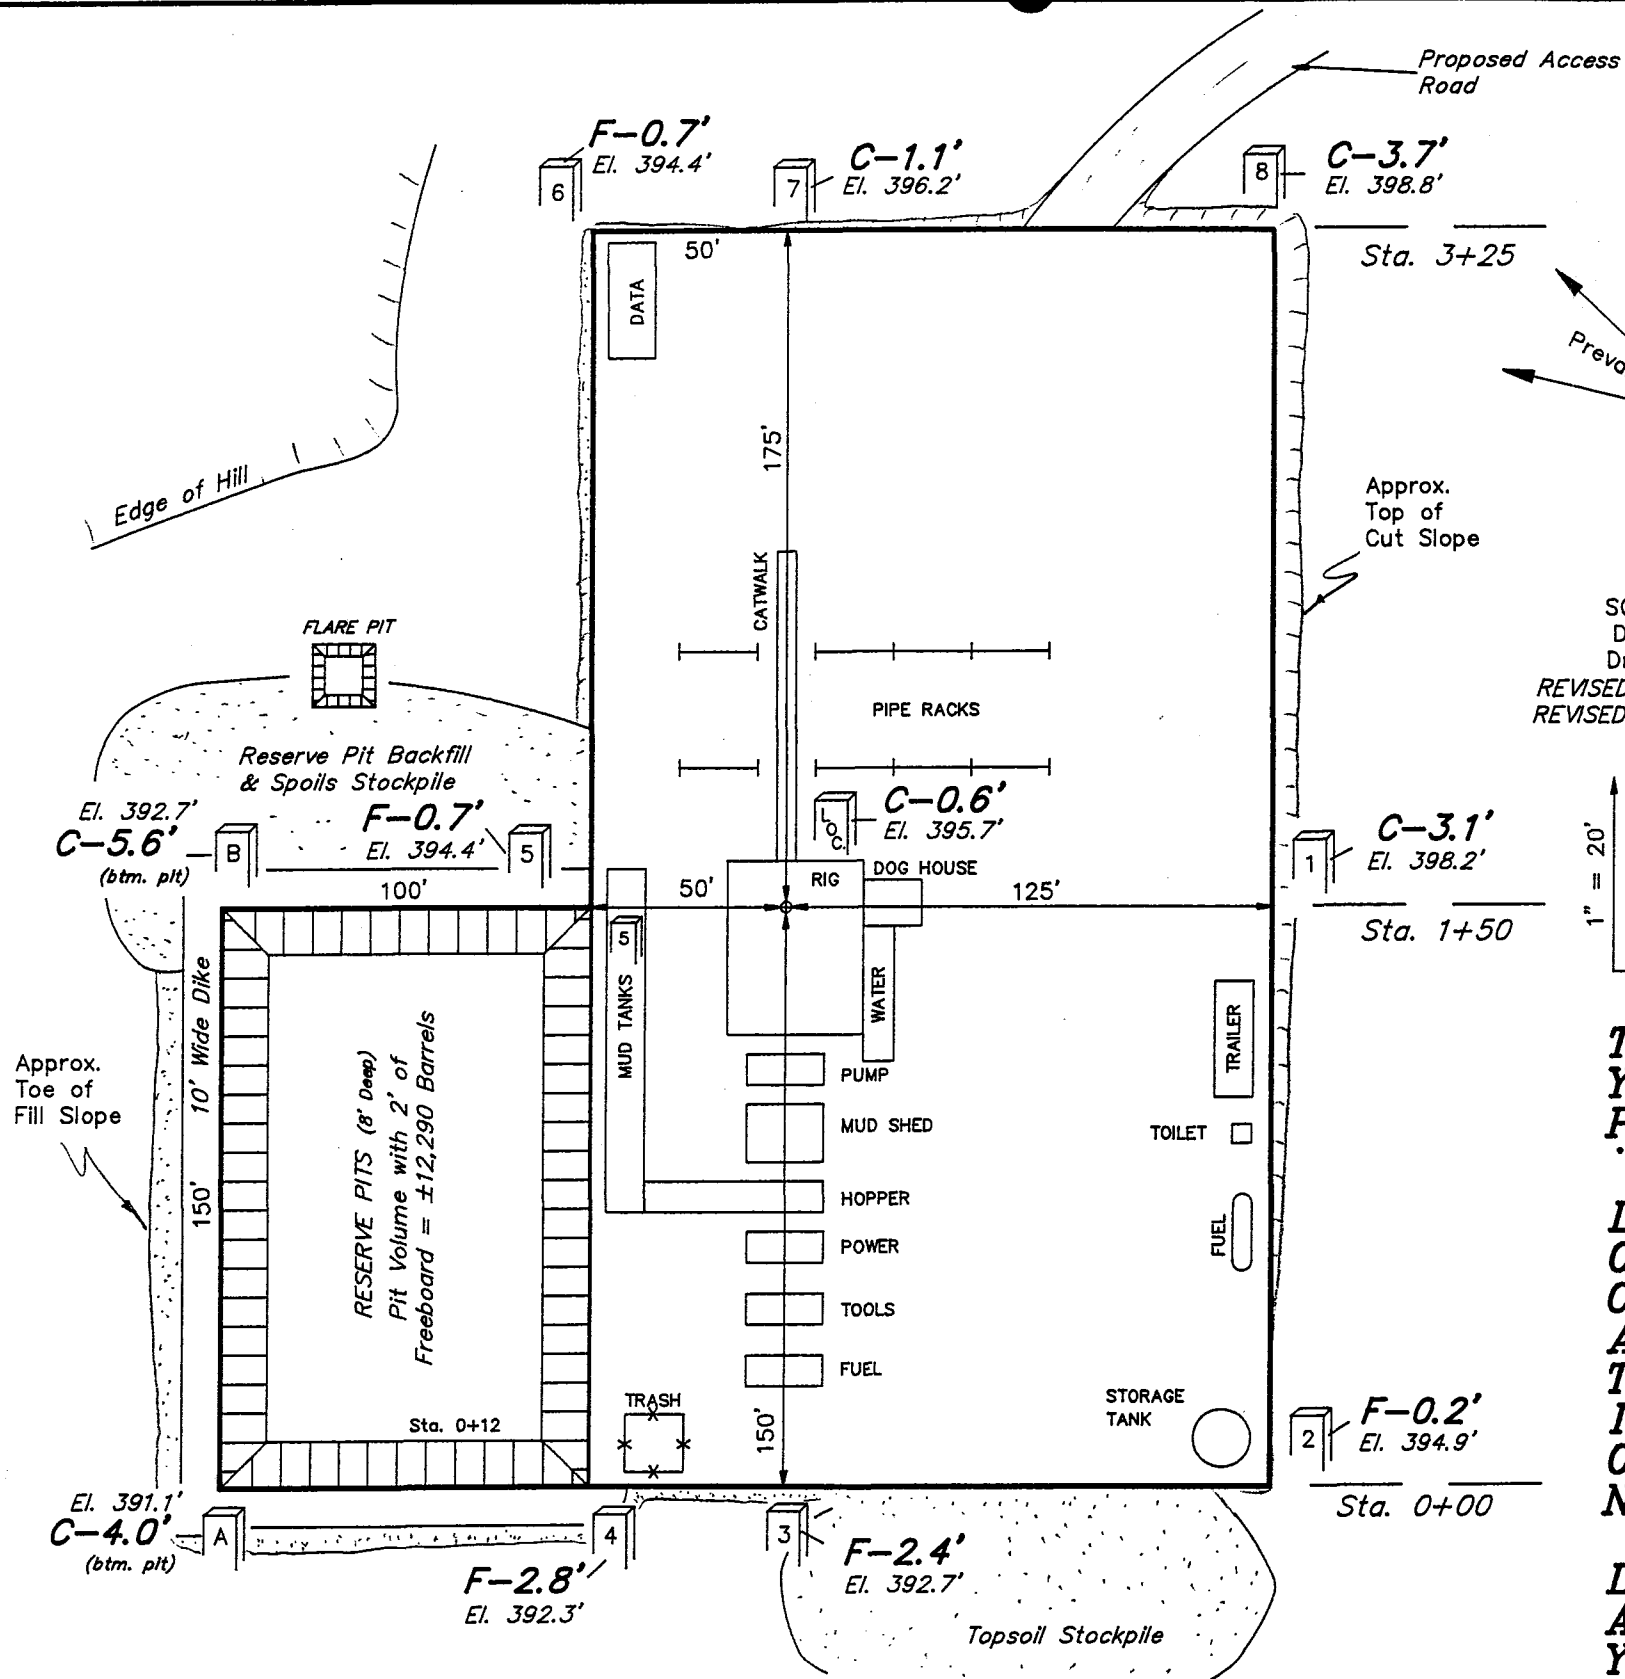 Proposed Access
Road
F-0.7'
El. 394.4'
6
C-1.1'
El. 396.2'
7
C-3.7'
El. 398.8'
8
Sta. 3+25
50'
DATA
175'
Edge of Hill
Approx.
Top of
Cut Slope
CATWALK
FLARE PIT
PIPE RACKS
REVISED
REVISED
Reserve Pit Backfill
& Spoils Stockpile
El. 392.7'
C-5.6'
(btm. pit)
B
F-0.7'
El. 394.4'
5
C-0.6'
El. 395.7'
LOC.
C-3.1'
El. 398.2'
1
1" = 20'
RIG
DOG HOUSE
100'
50'
125'
Sta. 1+50
5
MUD TANKS
WATER
TRAILER
10' Wide Dike
150'
Approx.
Toe of
Fill Slope
RESERVE PITS (8' Deep)
Pit Volume with 2' of
Freeboard = ±12,290 Barrels
PUMP
MUD SHED
TOILET
HOPPER
FUEL
POWER
TOOLS
FUEL
TRASH
Sta. 0+12
150'
STORAGE
TANK
F-0.2'
El. 394.9'
2
Sta. 0+00
El. 391.1'
C-4.0'
(btm. pit)
A
4
F-2.8'
El. 392.3'
3
F-2.4'
El. 392.7'
Topsoil Stockpile